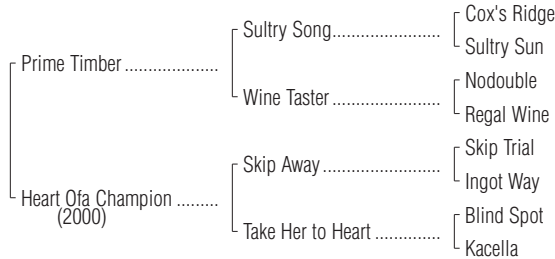 Cox's Ridge
Sultry Song
Sultry Sun
Prime Timber
Nodouble
Wine Taster
Regal Wine
Skip Trial
Skip Away
Ingot Way
Heart Ofa Champion
(2000)
Blind Spot
Take Her to Heart
Kacella